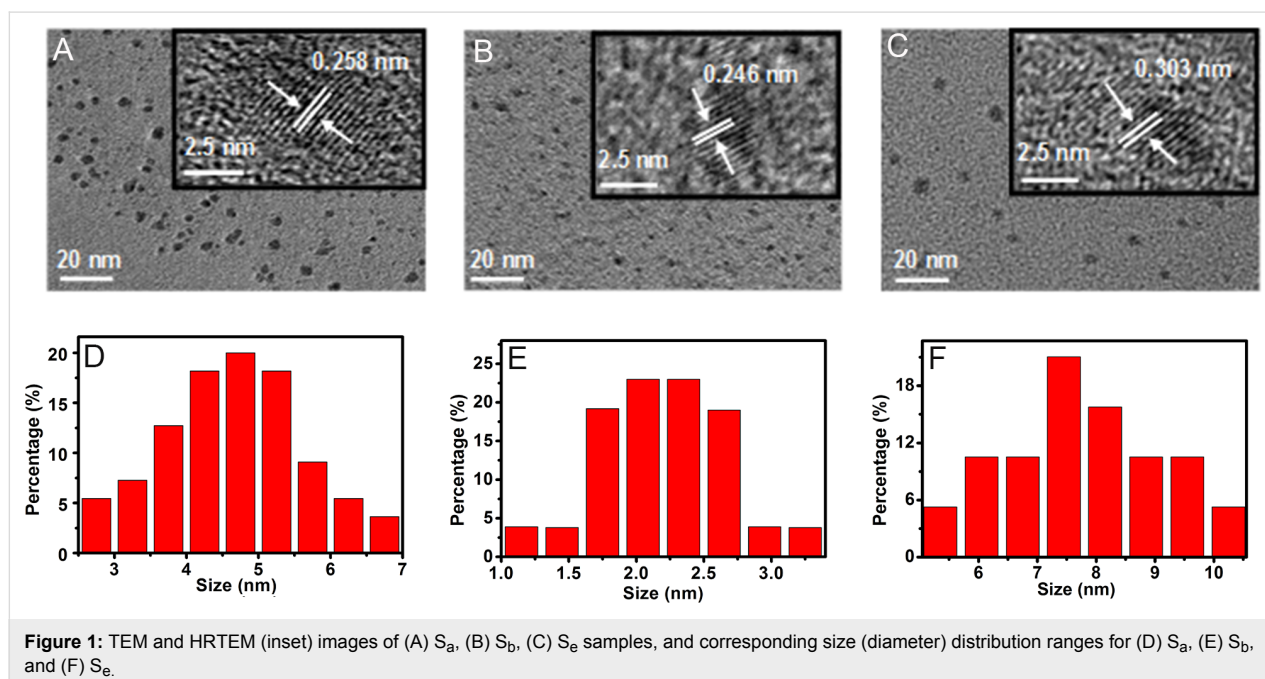 A
0.258 nm
2.5 nm
20 nm
B
0.246 nm
2.5 nm
20 nm
C
0.303 nm
2.5 nm
20 nm
D
Percentage (%)
20
15
10
5
0
3 4 5 6 7
Size (nm)
E
Percentage (%)
25
20
15
10
5
0
1.0 1.5 2.0 2.5 3.0
Size (nm)
F
Percentage (%)
18
12
6
0
6 7 8 9 10
Size (nm)
Figure 1: TEM and HRTEM (inset) images of (A) Sa, (B) Sb, (C) Se samples, and corresponding size (diameter) distribution ranges for (D) Sa, (E) Sb,
and (F) Se.